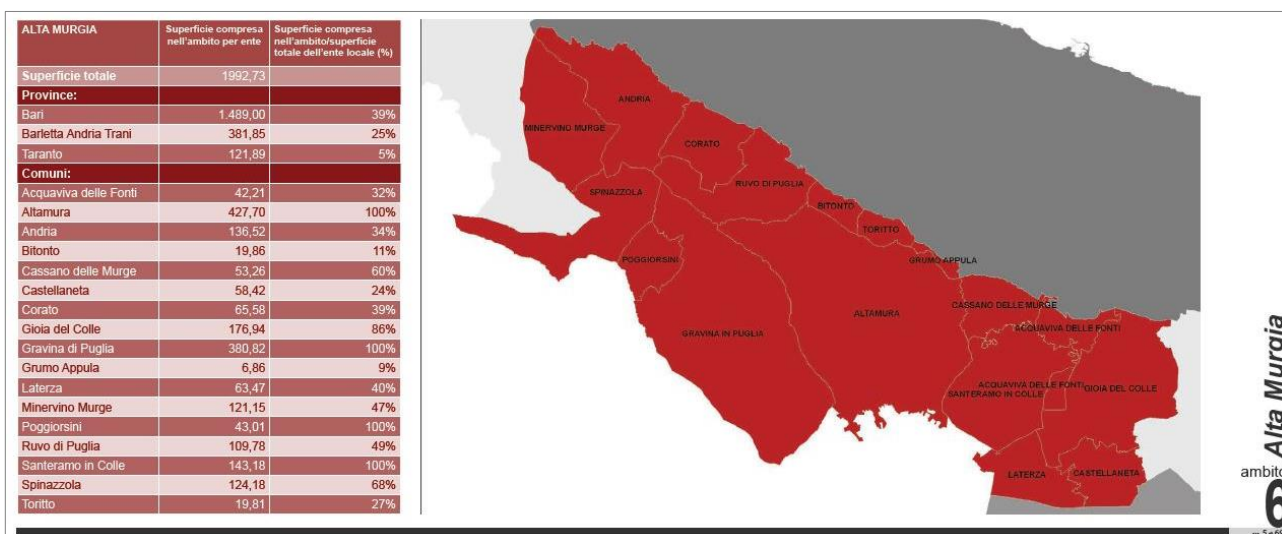 ALTA MURGIA Superficie compresa nell'ambito per ente Superficie compresa nell'ambito/superficie totale dell'ente locale (%)
Superficie totale 1992,73
Province:
Bari 1.489,00 39%
Barletta Andria Trani 381,85 25%
Taranto 121,89 5%
Comuni:
Acquaviva delle Fonti 42,21 32%
Altamura 427,70 100%
Andria 136,52 34%
Bitonto 19,86 11%
Cassano delle Murge 53,26 60%
Castellaneta 58,42 24%
Corato 65,58 39%
Gioia del Colle 176,94 86%
Gravina di Puglia 380,82 100%
Grumo Appula 6,86 9%
Laterza 63,47 40%
Minervino Murge 121,15 47%
Poggiorsini 43,01 100%
Ruvo di Puglia 109,78 49%
Santeramo in Colle 143,18 100%
Spinazzola 124,18 68%
Toritto 19,81 27%
ANDRIA
MINERVINO MURGE
CORATO
RUVO DI PUGLIA
SPINAZZOLA
BITONTO
TORITTO
POGGIORSINI
GRUMO APPULA
CASSANO DELLE MURGE
ALTAMURA
ACQUAVIVA DELLE FONTI
GRAVINA IN PUGLIA
ACQUAVIVA DELLE FONTI
GIOIA DEL COLLE
SANTERAMO IN COLLE
LATERZA
CASTELLANETA
Alta Murgia
ambito
6